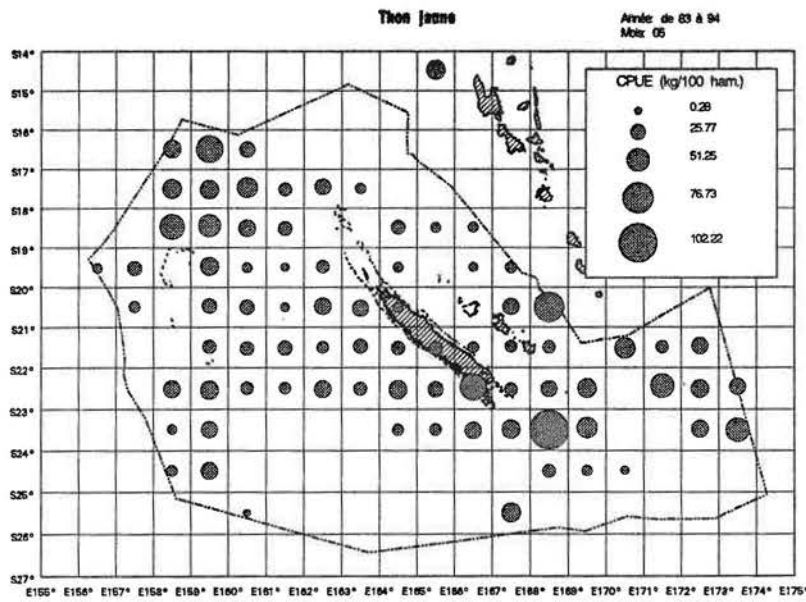 Thon jaune
Année: de 83 à 94
Mois: 05
CPUE (kg/100 ham.)
0.28
25.77
51.25
76.73
102.22
S14°
S15°
S16°
S17°
S18°
S19°
S20°
S21°
S22°
S23°
S24°
S25°
S26°
S27°
E155° E156° E157° E158° E159° E160° E161° E162° E163° E164° E165° E166° E167° E168° E169° E170° E171° E172° E173° E174° E175°